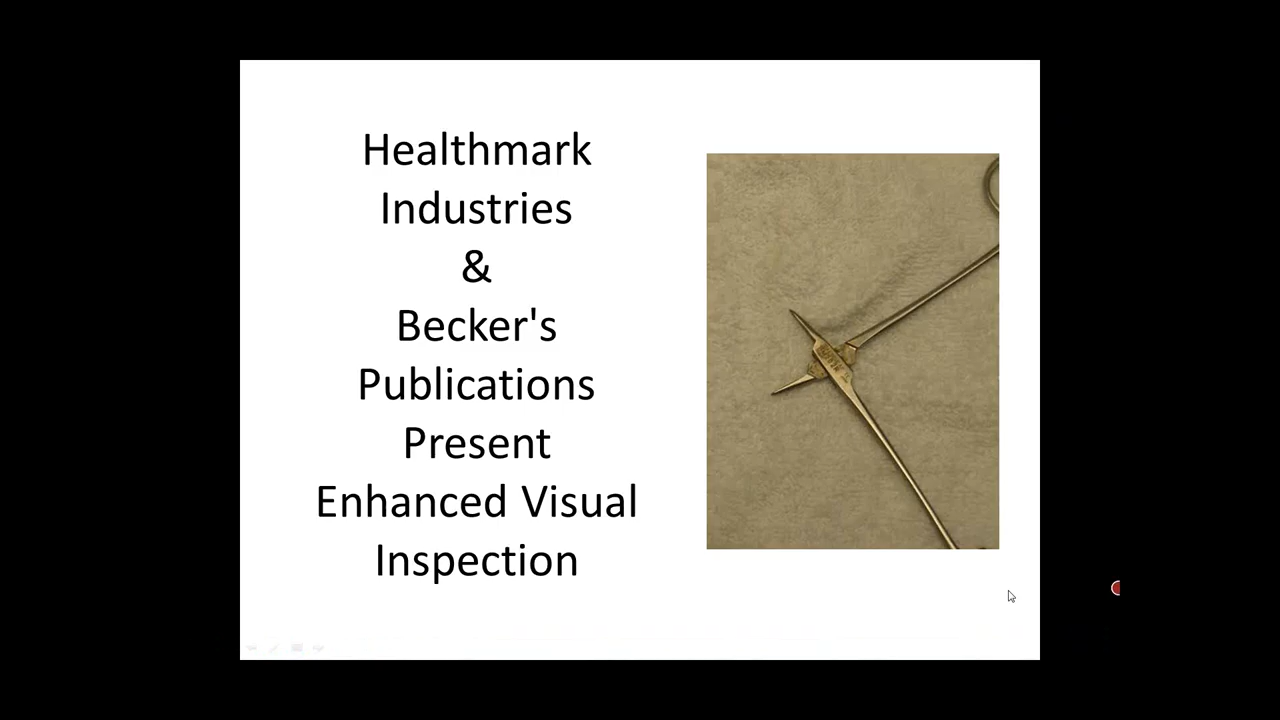 Healthmark
Industries
&
Becker's
Publications
Present
Enhanced Visual
Inspection